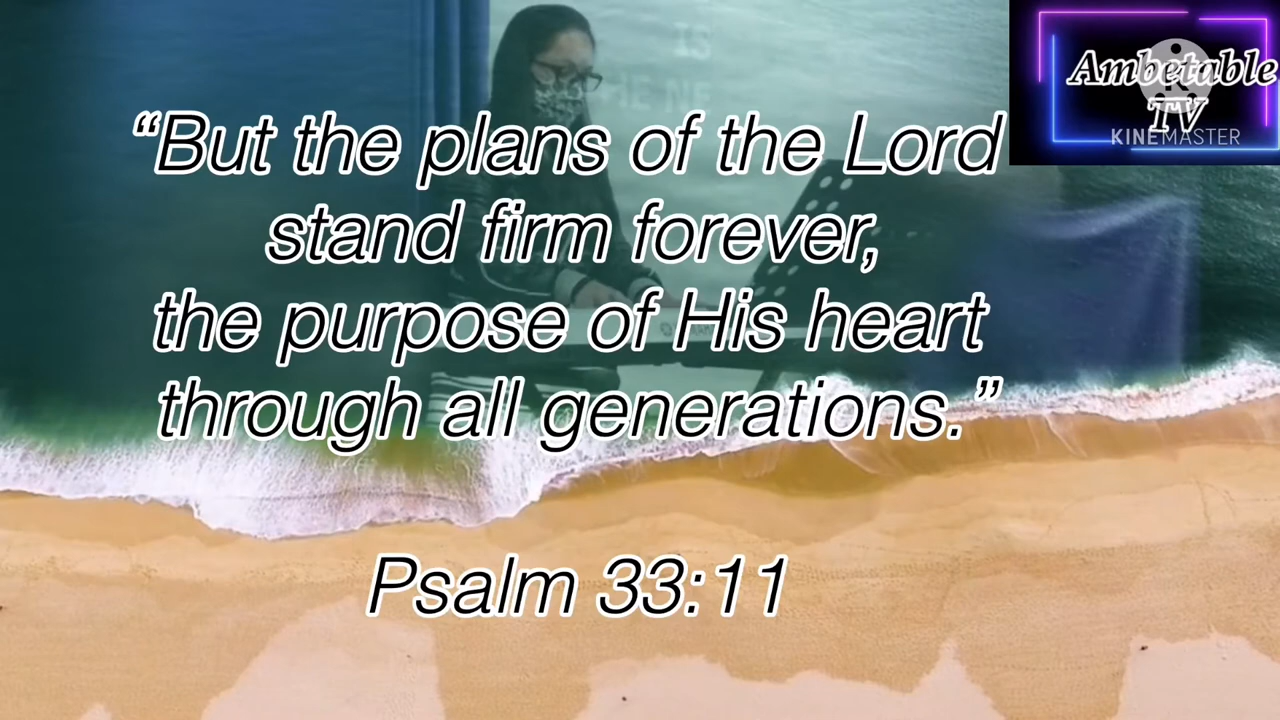 IS
“But the plans of the Lord
stand firm forever,
the purpose of His heart
through all generations.”
Psalm 33:11
Ambetable
TV
KINEMASTER